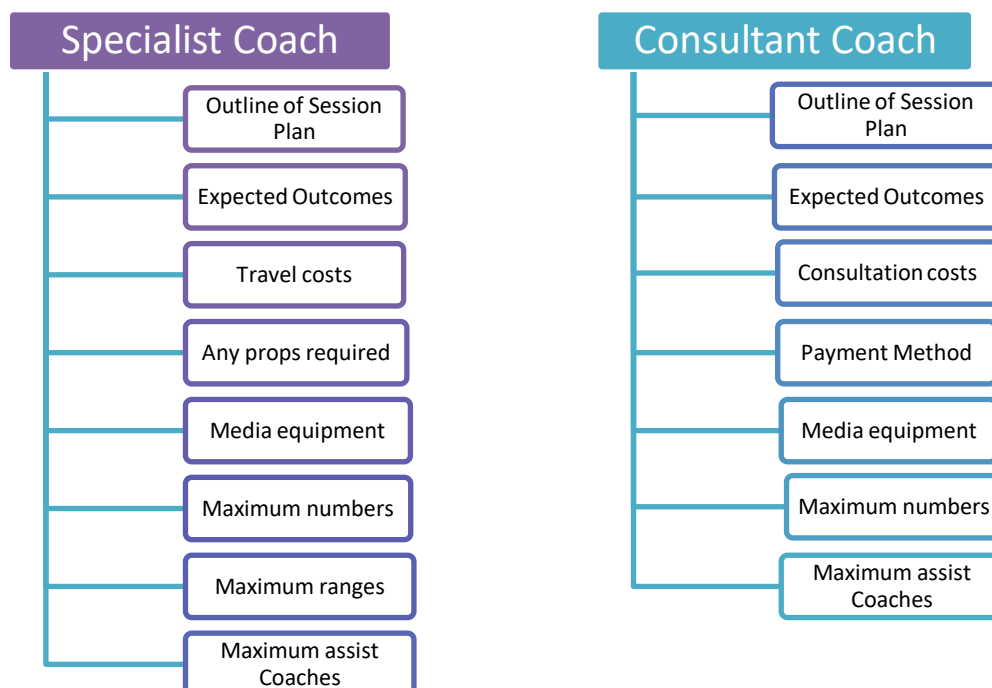 Specialist Coach
Outline of Session
Plan
Expected Outcomes
Travel costs
Any props required
Media equipment
Maximum numbers
Maximum ranges
Maximum assist
Coaches
Consultant Coach
Outline of Session
Plan
Expected Outcomes
Consultation costs
Payment Method
Media equipment
Maximum numbers
Maximum assist
Coaches